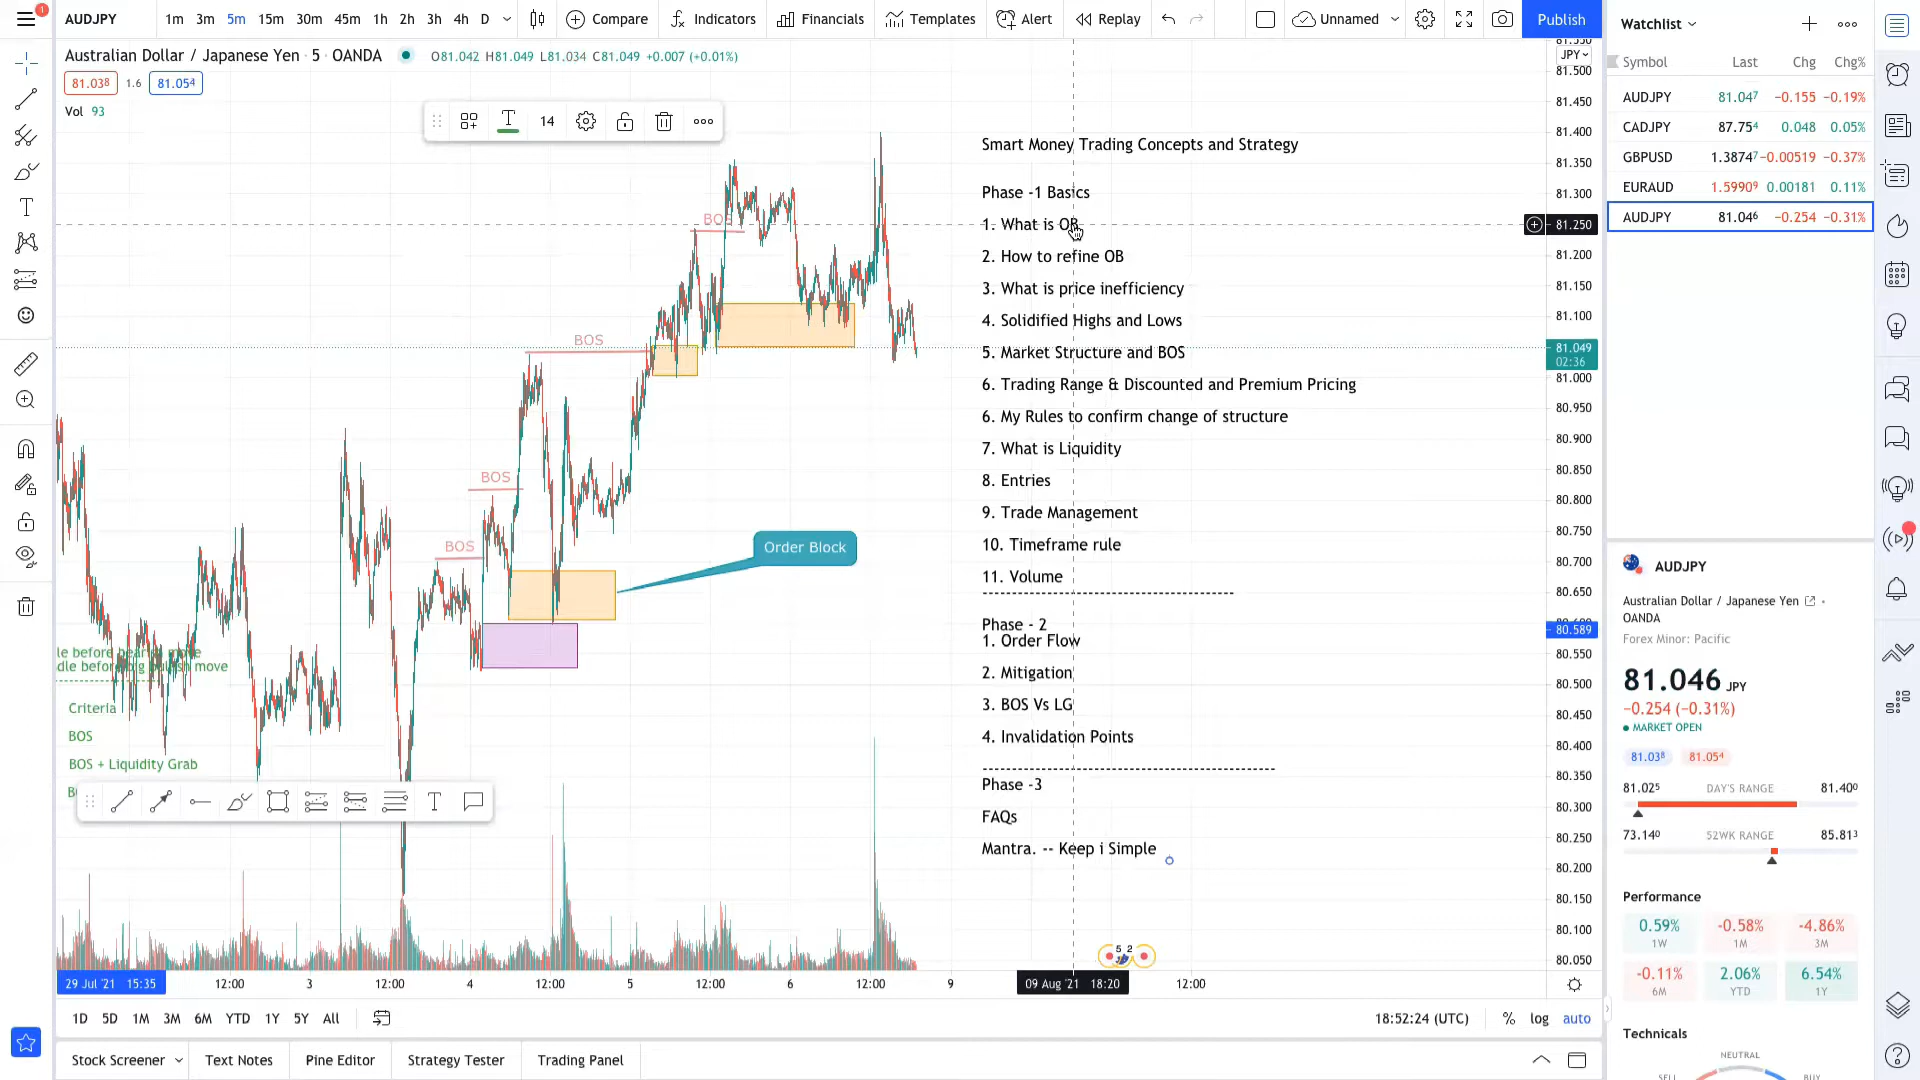 1
AUDJPY
1m 3m 5m 15m 30m 45m 1h 2h 3h 4h D
Compare
Indicators
Financials
Templates
Alert
Replay
Unnamed
Publish
Australian Dollar / Japanese Yen · 5 · OANDA
O81.042 H81.049 L81.034 C81.049 +0.007 (+0.01%)
81.038 1.6 81.054
Vol 93
14
BOS
BOS
BOS
BOS
Order Block
Criteria
BOS
BOS + Liquidity Grab
Smart Money Trading Concepts and Strategy
Phase -1 Basics
1. What is OB
2. How to refine OB
3. What is price inefficiency
4. Solidified Highs and Lows
5. Market Structure and BOS
6. Trading Range & Discounted and Premium Pricing
6. My Rules to confirm change of structure
7. What is Liquidity
8. Entries
9. Trade Management
10. Timeframe rule
11. Volume
Phase - 2
1. Order Flow
2. Mitigation
3. BOS Vs LG
4. Invalidation Points
Phase -3
FAQs
Mantra. -- Keep i Simple
JPY
81.500
81.450
81.400
81.350
81.300
81.250
81.200
81.150
81.100
81.049
02:36
81.000
80.950
80.900
80.850
80.800
80.750
80.700
80.650
80.589
80.550
80.500
80.450
80.400
80.350
80.300
80.250
80.200
80.150
80.100
80.050
5 2
29 Jul '21 15:35
12:00 3 12:00 4 12:00 5 12:00 6 12:00 9
09 Aug '21 18:20
12:00
1D 5D 1M 3M 6M YTD 1Y 5Y All
18:52:24 (UTC)
% log auto
Stock Screener
Text Notes
Pine Editor
Strategy Tester
Trading Panel
Watchlist
Symbol Last Chg Chg%
AUDJPY 81.047 −0.155 −0.19%
CADJPY 87.754 0.048 0.05%
GBPUSD 1.38747 −0.00519 −0.37%
EURAUD 1.59909 0.00181 0.11%
AUDJPY 81.046 −0.254 −0.31%
AUDJPY
Australian Dollar / Japanese Yen
OANDA
Forex Minor: Pacific
81.046 JPY
−0.254 (−0.31%)
MARKET OPEN
81.038 81.054
81.025 DAY'S RANGE 81.400
73.140 52WK RANGE 85.813
Performance
0.59% -0.58% -4.86%
1W 1M 3M
-0.11% 2.06% 6.54%
6M YTD 1Y
Technicals
NEUTRAL